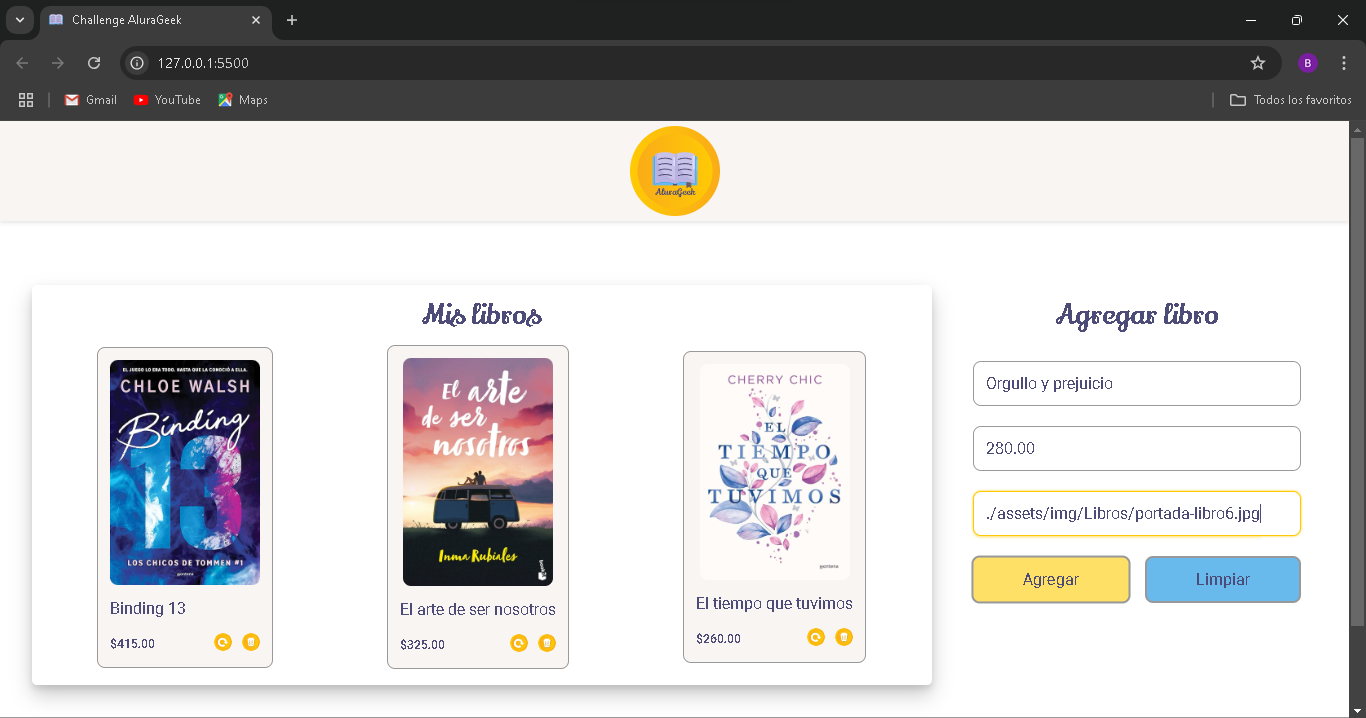 Challenge AluraGeek
127.0.0.1:5500
B
Gmail
YouTube
Maps
Todos los favoritos
AluraGeek
Mis libros
EL JUEGO LO ERA TODO. HASTA QUE LA CONOCIÓ A ELLA.
CHLOE WALSH
Binding
13
LOS CHICOS DE TOMMEN #1
Binding 13
$415.00
El arte
de ser
nosotros
Inma Rubiales
El arte de ser nosotros
$325.00
CHERRY CHIC
EL
TIEMPO
QUE
TUVIMOS
El tiempo que tuvimos
$260.00
Agregar libro
Orgullo y prejuicio
280.00
./assets/img/Libros/portada-libro6.jpg
Agregar
Limpiar